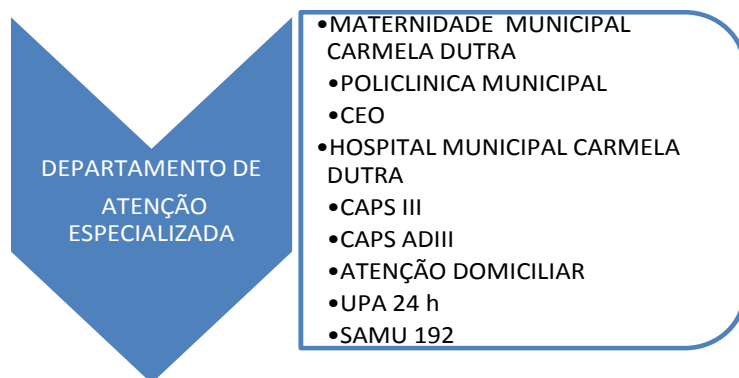 DEPARTAMENTO DE
ATENÇÃO
ESPECIALIZADA
•MATERNIDADE MUNICIPAL
CARMELA DUTRA
•POLICLINICA MUNICIPAL
•CEO
•HOSPITAL MUNICIPAL CARMELA
DUTRA
•CAPS III
•CAPS ADIII
•ATENÇÃO DOMICILIAR
•UPA 24 h
•SAMU 192